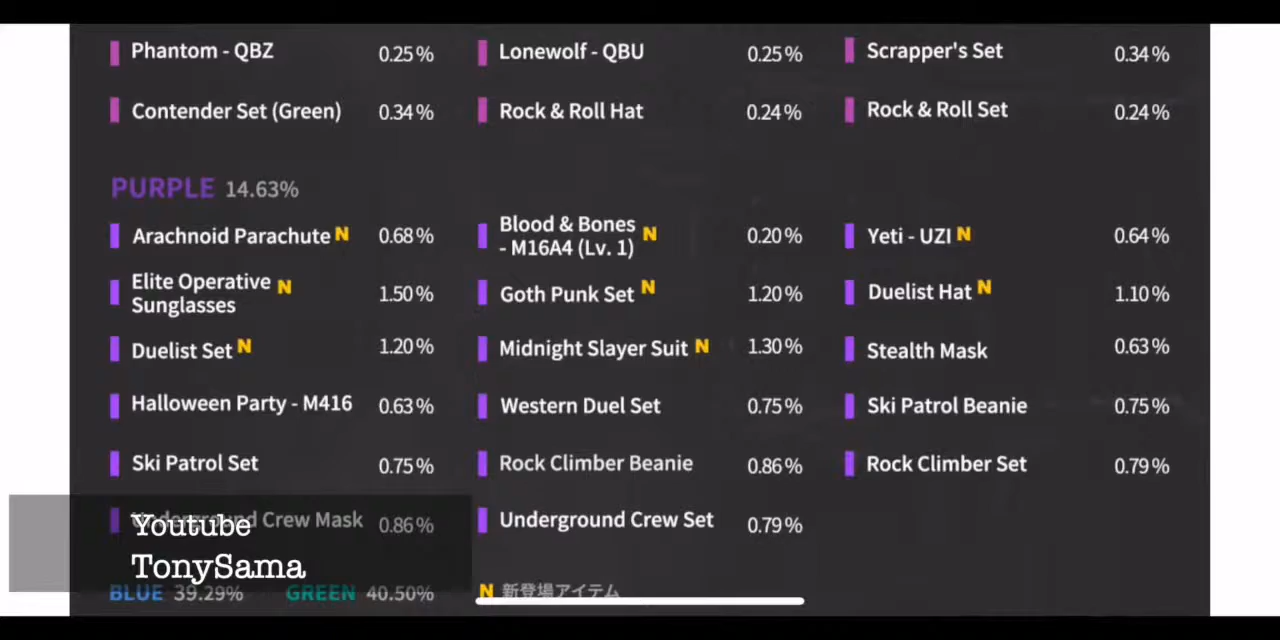 Phantom - QBZ 0.25% Lonewolf - QBU 0.25% Scrapper's Set 0.34%
Contender Set (Green) 0.34% Rock & Roll Hat 0.24% Rock & Roll Set 0.24%
PURPLE 14.63%
Arachnoid Parachute N 0.68%
Blood & Bones
- M16A4 (Lv. 1) N 0.20%
Yeti - UZI N 0.64%
Elite Operative
Sunglasses N 1.50%
Goth Punk Set N 1.20%
Duelist Hat N 1.10%
Duelist Set N 1.20% Midnight Slayer Suit N 1.30% Stealth Mask 0.63%
Halloween Party - M416 0.63% Western Duel Set 0.75% Ski Patrol Beanie 0.75%
Ski Patrol Set 0.75% Rock Climber Beanie 0.86% Rock Climber Set 0.79%
Underground Crew Mask 0.86% Underground Crew Set 0.79%
Youtube
TonySama
BLUE 39.29% GREEN 40.50% N 新登場アイテム